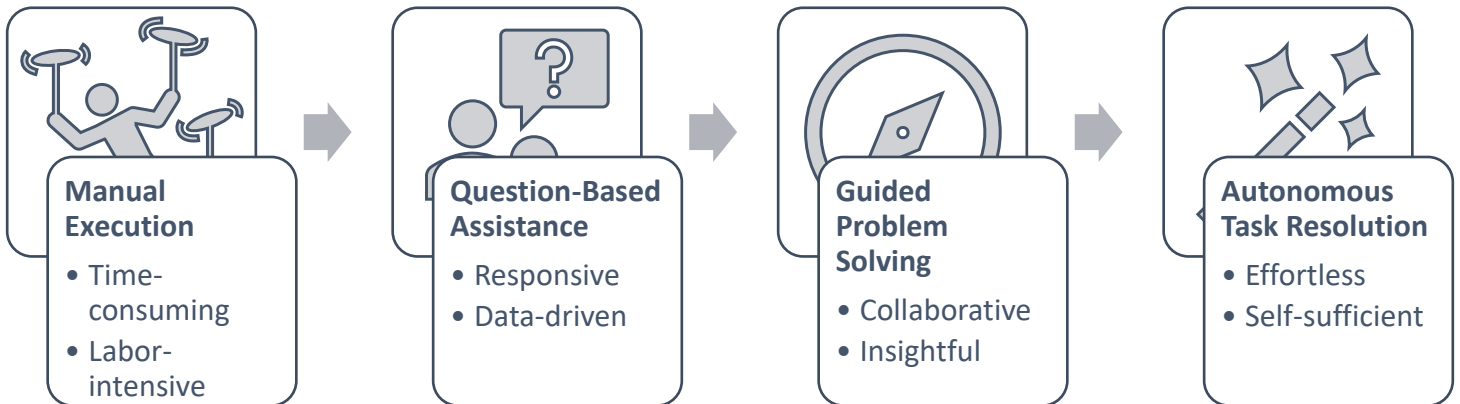 ?
Manual
Execution
• Time-
consuming
• Labor-
intensive
Question-Based
Assistance
• Responsive
• Data-driven
Guided
Problem
Solving
• Collaborative
• Insightful
Autonomous
Task Resolution
• Effortless
• Self-sufficient